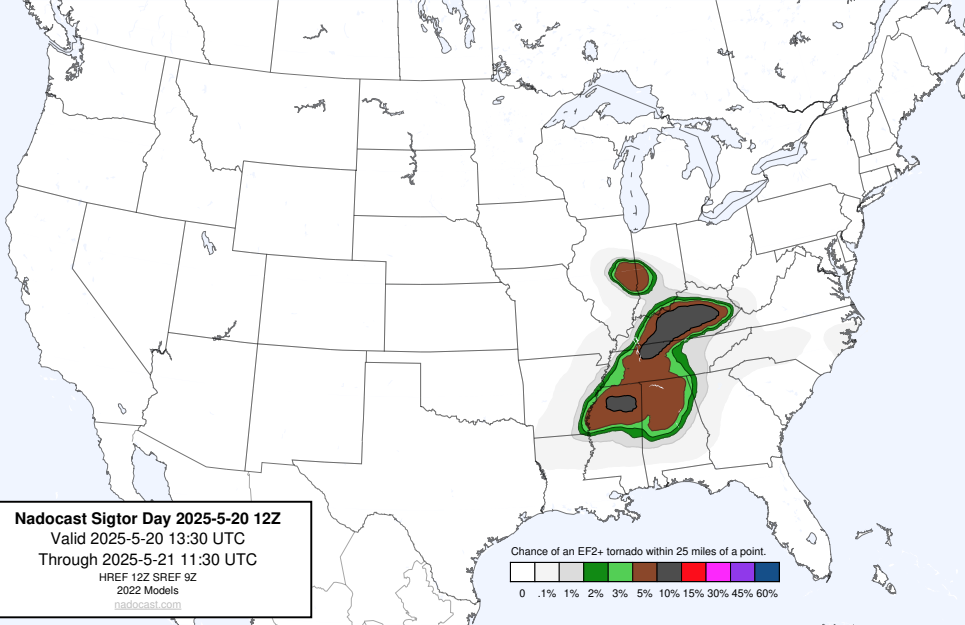 Nadocast Sigtor Day 2025-5-20 12Z
Valid 2025-5-20 13:30 UTC
Through 2025-5-21 11:30 UTC
HREF 12Z SREF 9Z
2022 Models
nadocast.com
Chance of an EF2+ tornado within 25 miles of a point.
0 .1% 1% 2% 3% 5% 10% 15% 30% 45% 60%